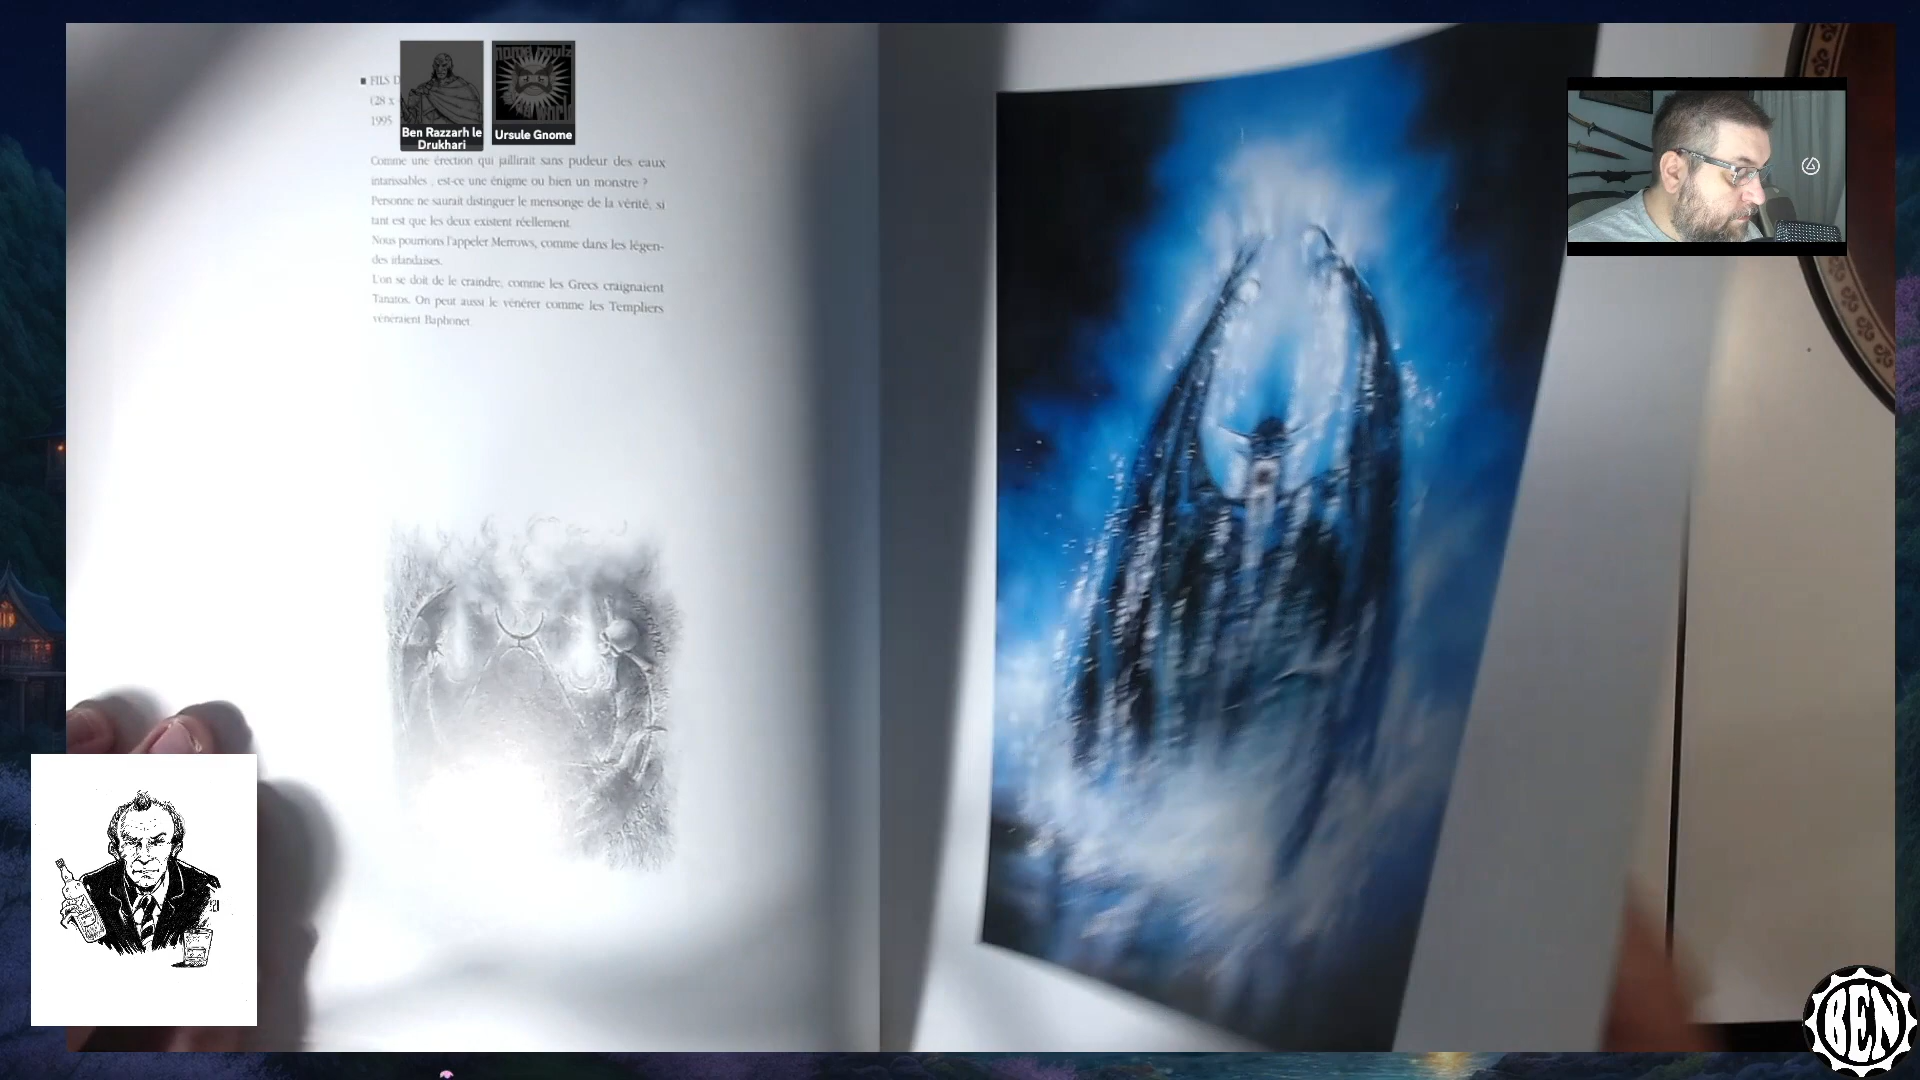 ■ FILS D
(28 x
1995
Ben Razzarh le
Drukhari
Ursule Gnome
Comme une érection qui jaillirait sans pudeur des eaux
intarissables , est-ce une énigme ou bien un monstre ?
Personne ne saurait distinguer le mensonge de la vérité, si
tant est que les deux existent réellement.
Nous pourrions l'appeler Merrows, comme dans les légen-
des irlandaises.
L'on se doit de le craindre, comme les Grecs craignaient
Tanatos. On peut aussi le vénérer comme les Templiers
vénéraient Baphonet
BEN